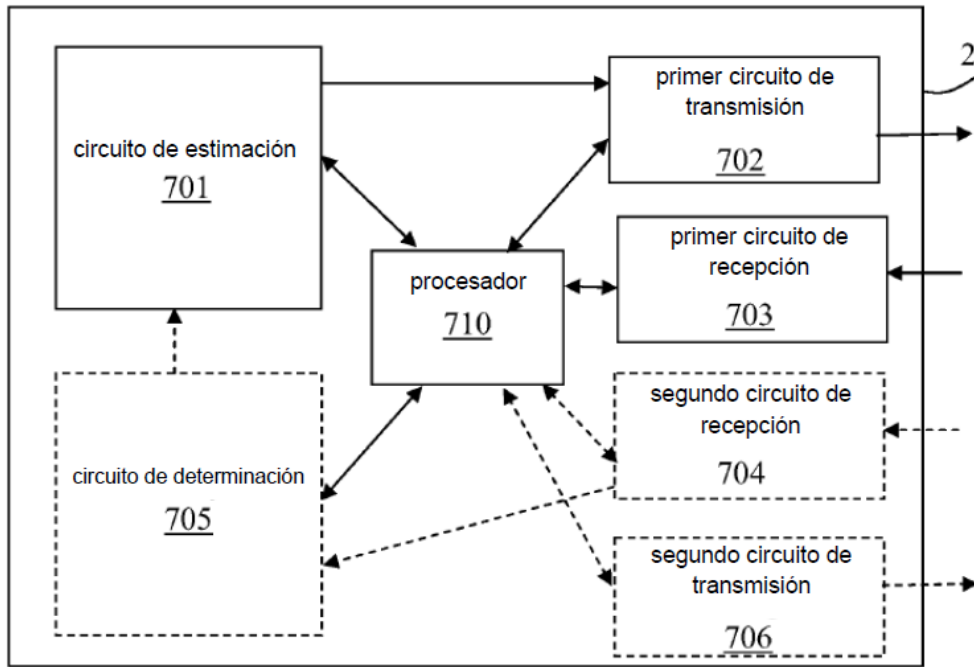 circuito de estimación
701
primer circuito de
transmisión
702
2
primer circuito de
recepción
703
procesador
710
segundo circuito de
recepción
704
circuito de determinación
705
segundo circuito de
transmisión
706